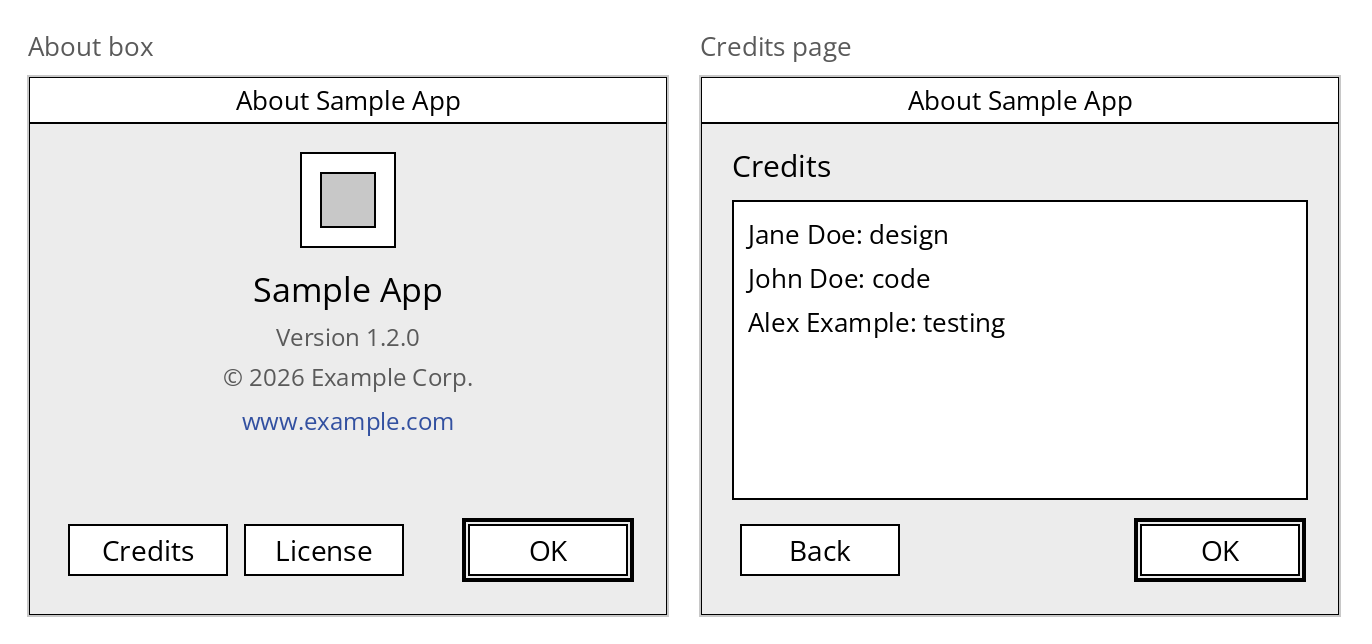 About box
About Sample App
Sample App
Version 1.2.0
© 2026 Example Corp.
www.example.com
Credits
License
OK
Credits page
About Sample App
Credits
Jane Doe: design
John Doe: code
Alex Example: testing
Back
OK